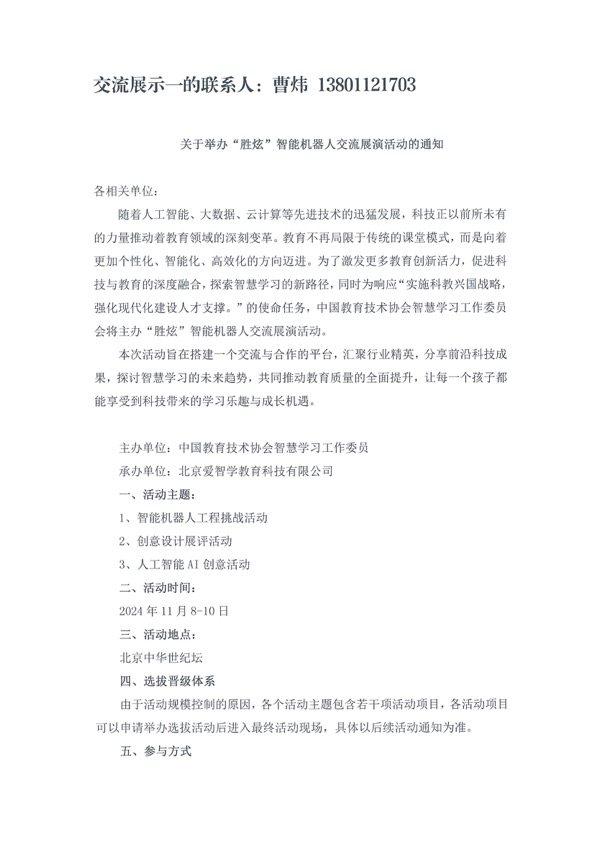 交流展示一的联系人：曹炜 13801121703
关于举办“胜炫”智能机器人交流展演活动的通知
各相关单位：
随着人工智能、大数据、云计算等先进技术的迅猛发展，科技正以前所未有
的力量推动着教育领域的深刻变革。教育不再局限于传统的课堂模式，而是向着
更加个性化、智能化、高效化的方向迈进。为了激发更多教育创新活力，促进科
技与教育的深度融合，探索智慧学习的新路径，同时为响应“实施科教兴国战略，
强化现代化建设人才支撑。”的使命任务，中国教育技术协会智慧学习工作委员
会将主办“胜炫”智能机器人交流展演活动。
本次活动旨在搭建一个交流与合作的平台，汇聚行业精英，分享前沿科技成
果，探讨智慧学习的未来趋势，共同推动教育质量的全面提升，让每一个孩子都
能享受到科技带来的学习乐趣与成长机遇。
主办单位：中国教育技术协会智慧学习工作委员
承办单位：北京爱智学教育科技有限公司
一、活动主题：
1、智能机器人工程挑战活动
2、创意设计展评活动
3、人工智能 AI 创意活动
二、活动时间：
2024 年 11 月 8-10 日
三、活动地点：
北京中华世纪坛
四、选拔晋级体系
由于活动规模控制的原因，各个活动主题包含若干项活动项目，各活动项目
可以申请举办选拔活动后进入最终活动现场，具体以后续活动通知为准。
五、参与方式